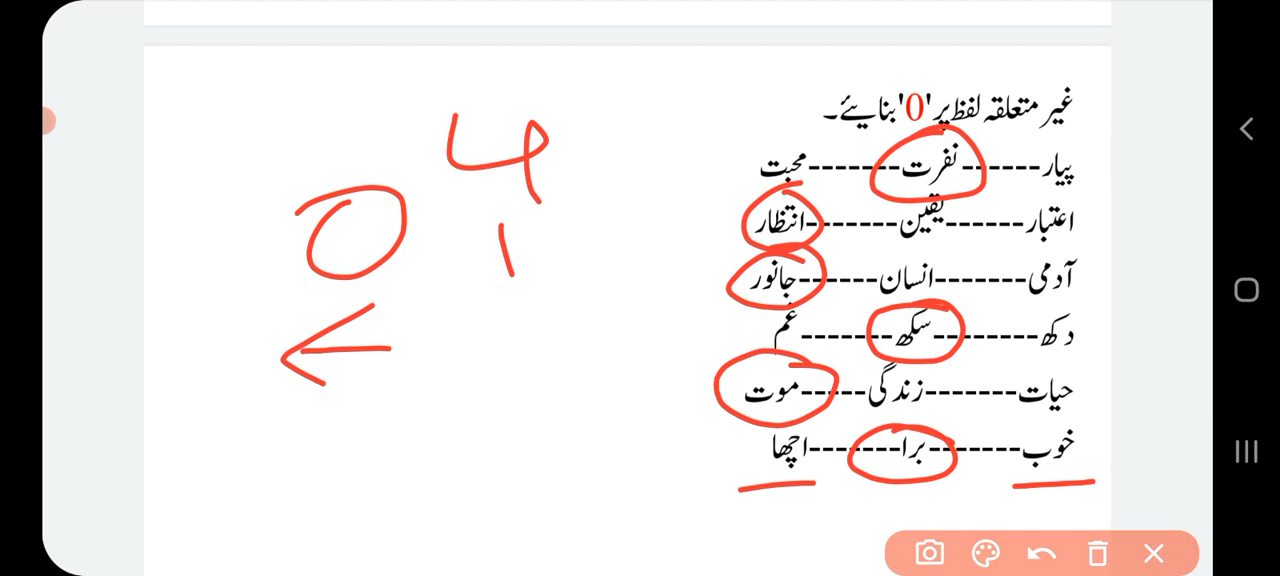 غیر متعلقہ لفظ پر '0' بنایئے۔
پیار------نفرت-------محبت
اعتبار------یقین-------انتظار
آدمی-------انسان------جانور
دکھ--------سکھ-------غم
حیات-------زندگی-----موت
خوب-------برا-------اچھا